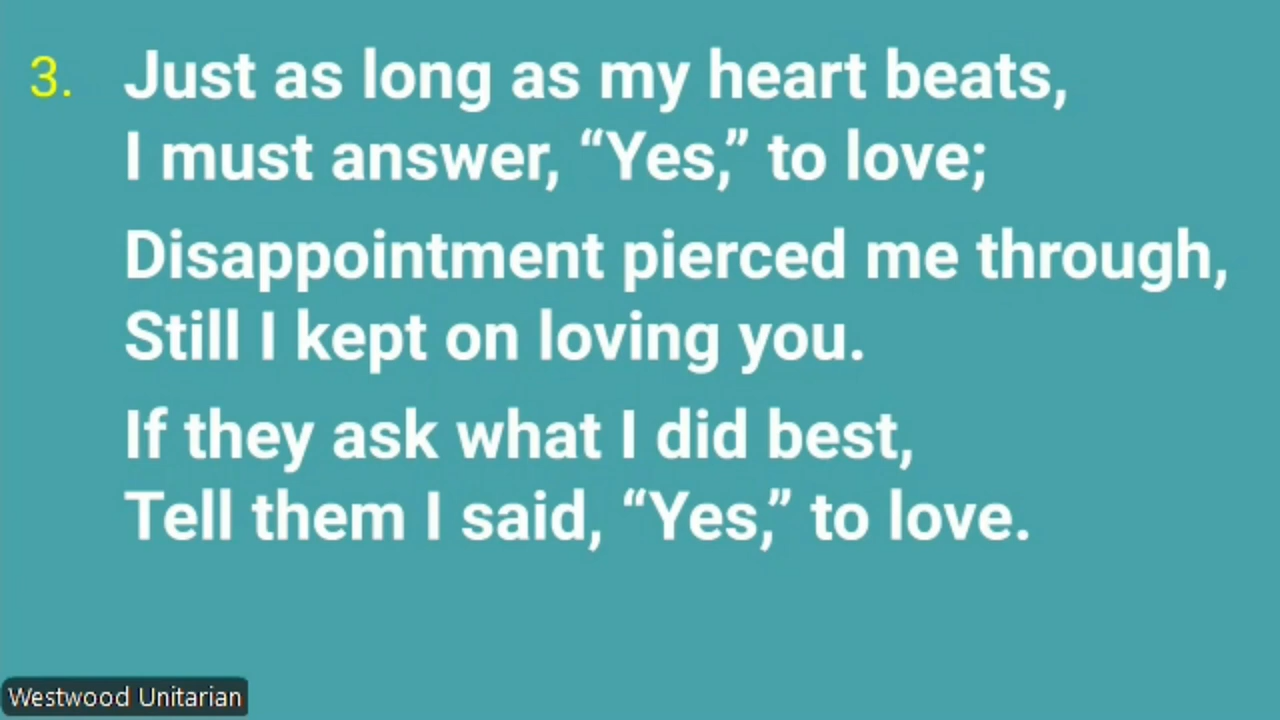 3. Just as long as my heart beats,
I must answer, “Yes,” to love;
Disappointment pierced me through,
Still I kept on loving you.
If they ask what I did best,
Tell them I said, “Yes,” to love.
Westwood Unitarian